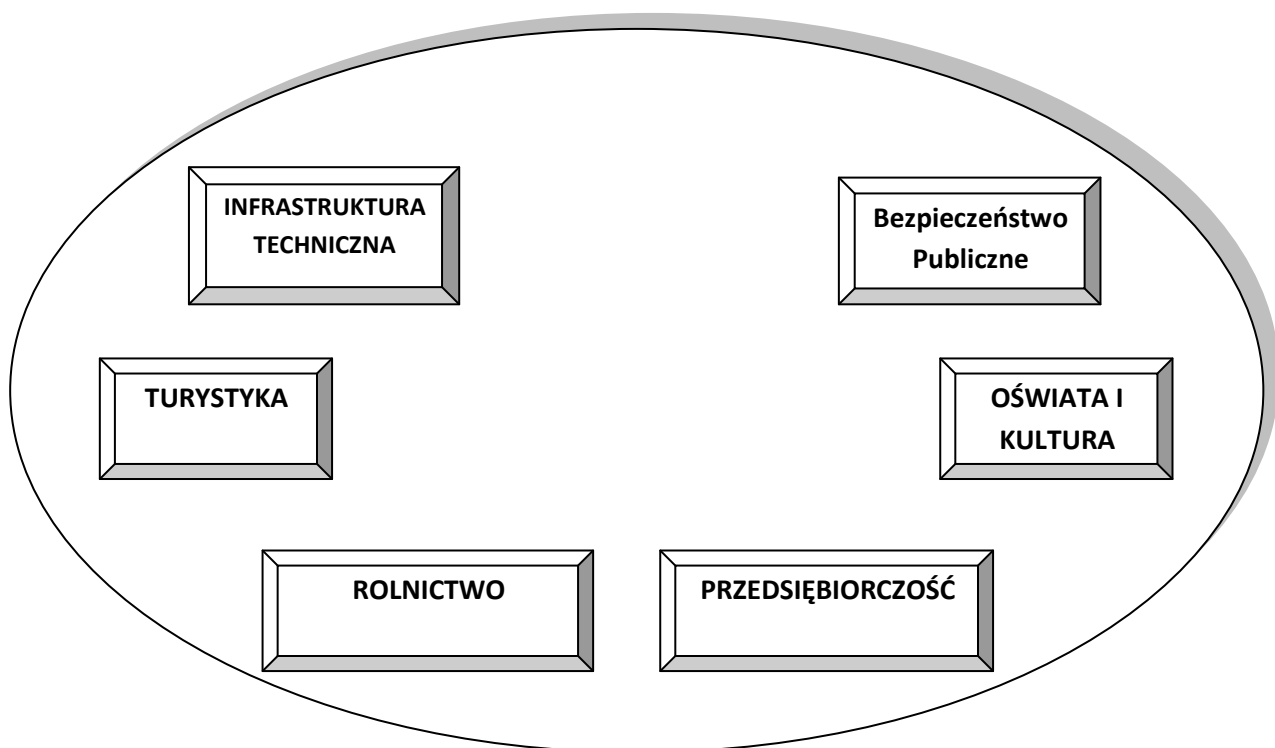 INFRASTRUKTURA
TECHNICZNA
Bezpieczeństwo
Publiczne
TURYSTYKA
OŚWIATA I
KULTURA
ROLNICTWO
PRZEDSIĘBIORCZOŚĆ